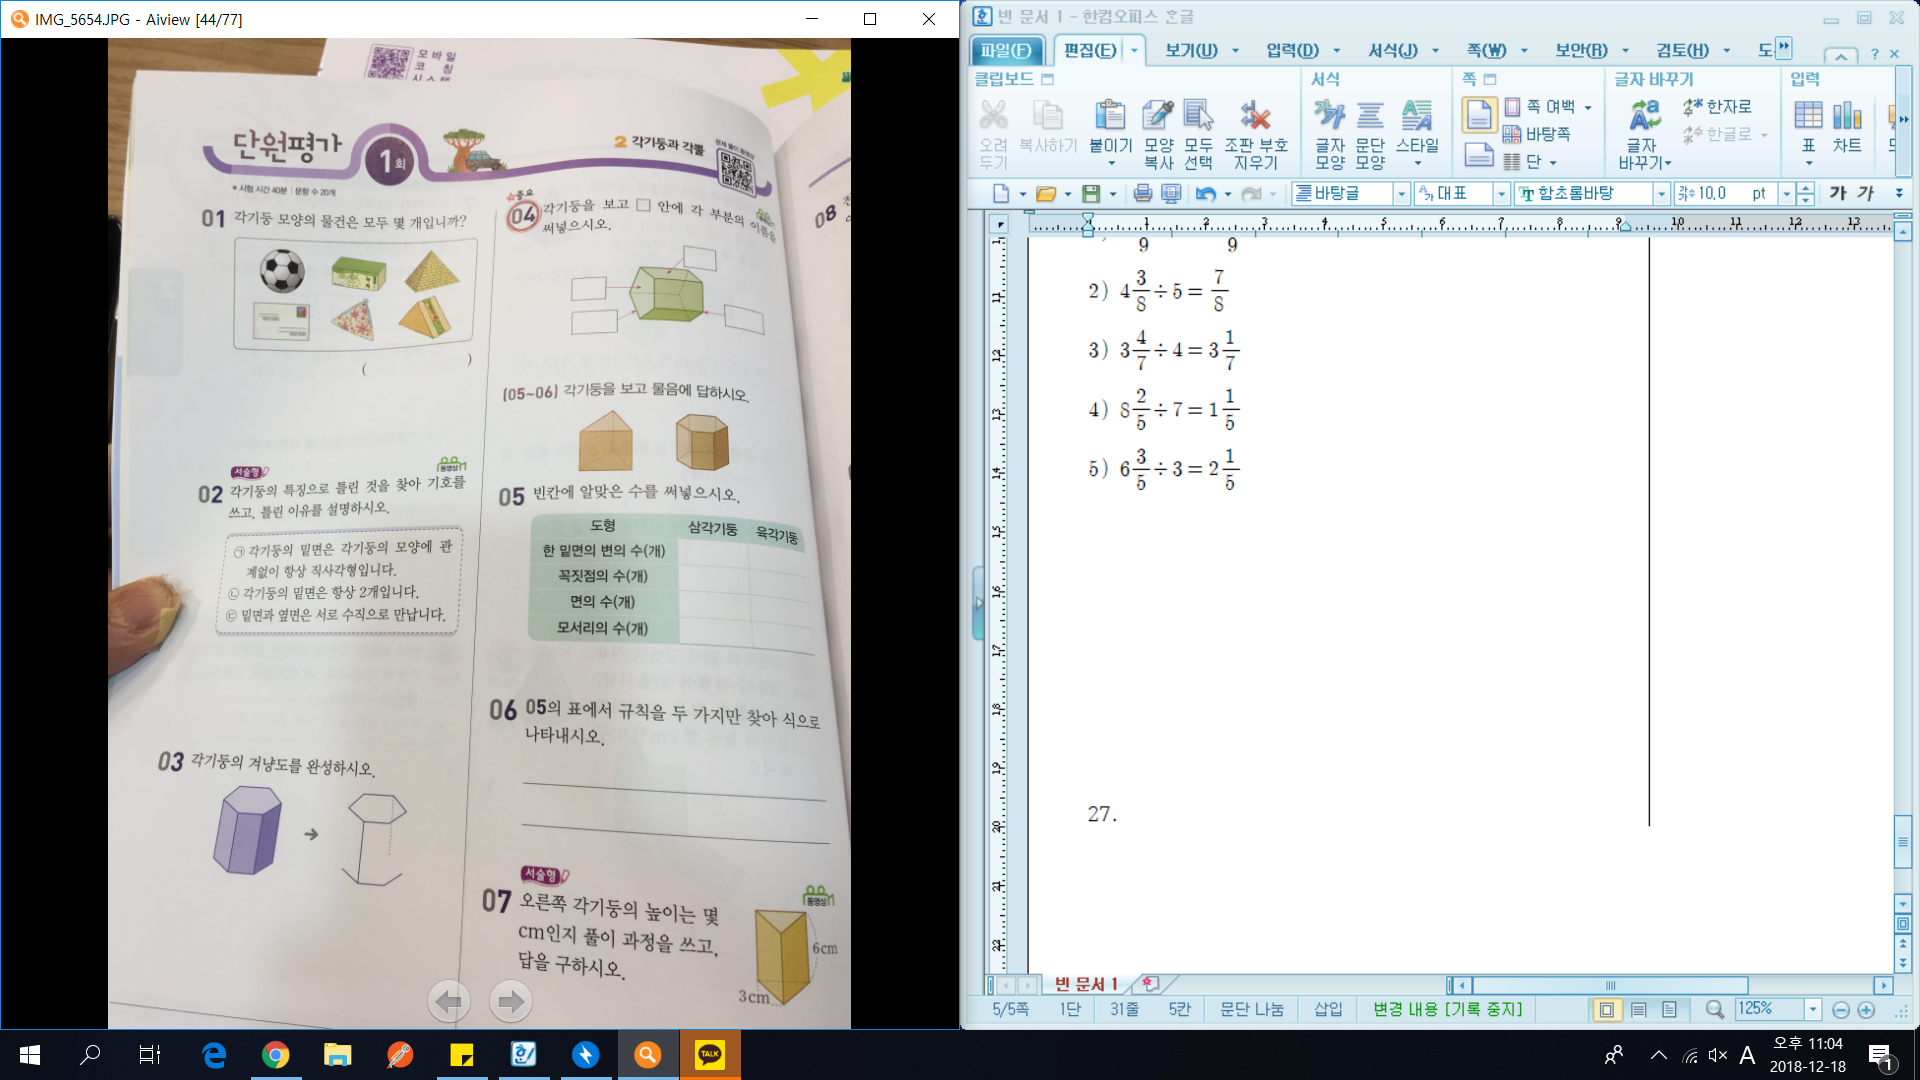 IMG_5654.JPG - Aiview [44/77]
모바일
코 칭
단원평가 1회
2 각기둥과 각뿔
* 시험 시간 40분 | 문항 수 20개
01 각기둥 모양의 물건은 모두 몇 개입니까?
( )
서술형
동영상
02 각기둥의 특징으로 틀린 것을 찾아 기호를
쓰고, 틀린 이유를 설명하시오.
㉠ 각기둥의 밑면은 각기둥의 모양에 관
계없이 항상 직사각형입니다.
㉡ 각기둥의 밑면은 항상 2개입니다.
㉢ 밑면과 옆면은 서로 수직으로 만납니다.
03 각기둥의 겨냥도를 완성하시오.
중요
04 각기둥을 보고 □ 안에 각 부분의 이름을
써넣으시오.
(05~06) 각기둥을 보고 물음에 답하시오.
05 빈칸에 알맞은 수를 써넣으시오.
도형 삼각기둥 육각기둥
한 밑면의 변의 수(개)
꼭짓점의 수(개)
면의 수(개)
모서리의 수(개)
06 05의 표에서 규칙을 두 가지만 찾아 식으로
나타내시오.
서술형
동영상
07 오른쪽 각기둥의 높이는 몇
cm인지 풀이 과정을 쓰고,
답을 구하시오.
6cm
3cm
08
빈 문서 1 - 한컴오피스 한글
파일(F) 편집(E) 보기(U) 입력(D) 서식(J) 쪽(W) 보안(R) 검토(H) 도
클립보드 서식 쪽 글자 바꾸기 입력
오려
두기
복사하기
붙이기
모양
복사
모두
선택
조판 부호
지우기
글자
모양
문단
모양
스타일
쪽 여백
바탕쪽
단
글자
바꾸기
한자로
한글로
표
차트
바탕글 대표 함초롬바탕 10.0 pt 가 가
1 2 3 4 5 6 7 8 9 10 11 12 13
9 9
2) 4 3/8 ÷ 5 = 7/8
3) 3 4/7 ÷ 4 = 3 1/7
4) 8 2/5 ÷ 7 = 1 1/5
5) 6 3/5 ÷ 3 = 2 1/5
27.
빈 문서 1
5/5쪽 1단 31줄 5칸 문단 나눔 삽입 변경 내용 [기록 중지] 125%
TALK
A
오후 11:04
2018-12-18
1